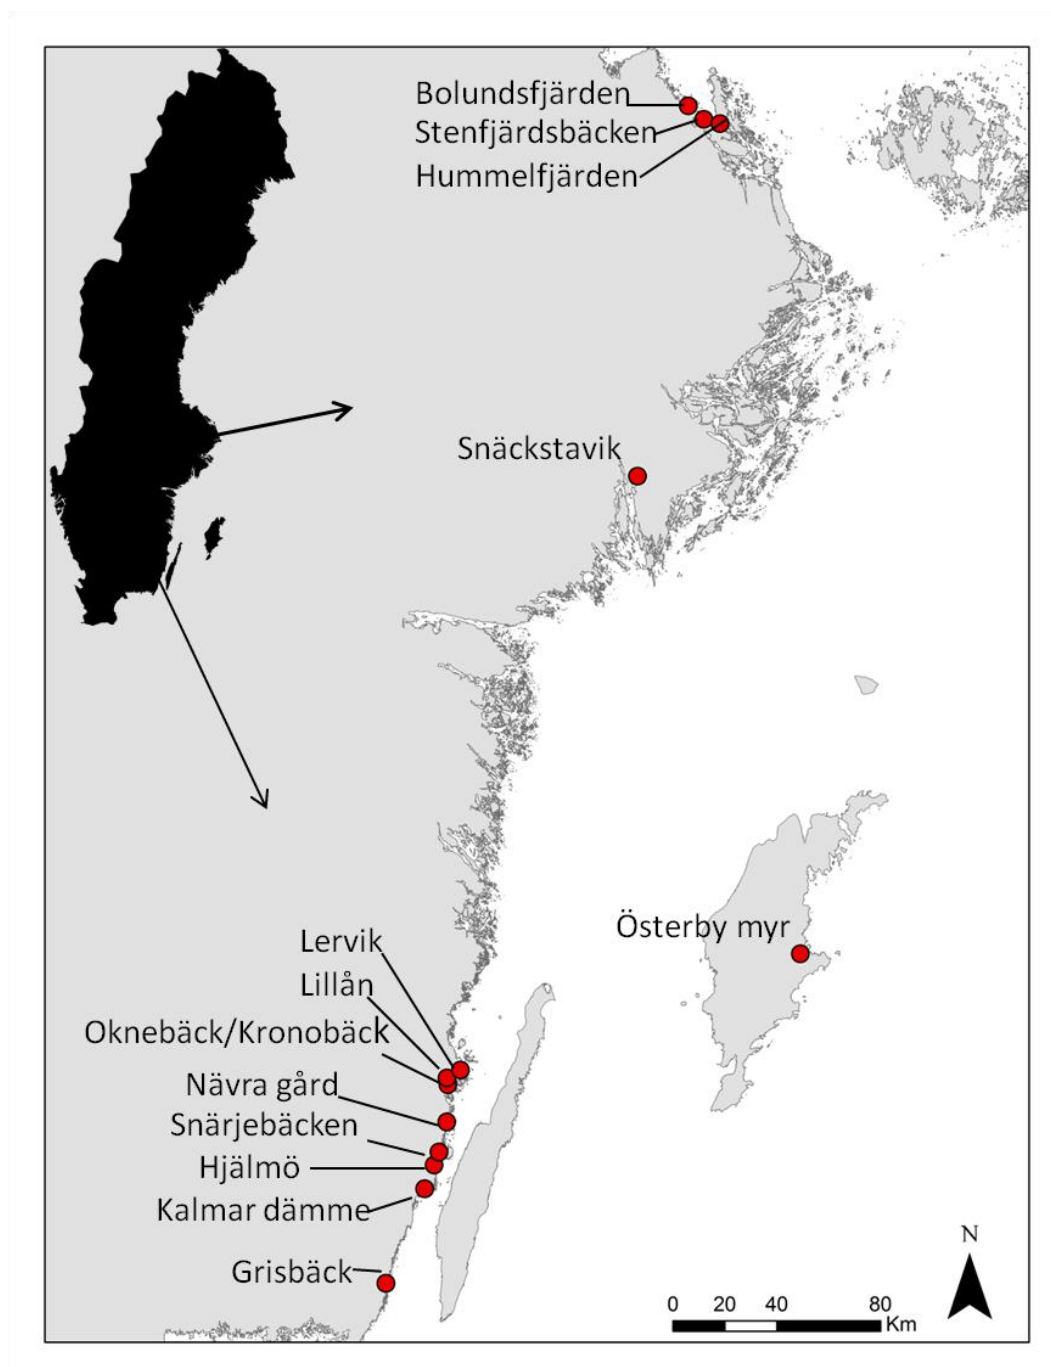 Bolundsfjärden
Stenfjärdsbäcken
Hummelfjärden
Snäckstavik
Österby myr
Lervik
Lillån
Oknebäck/Kronobäck
Nävra gård
Snärjebäcken
Hjälmö
Kalmar dämme
Grisbäck
N
0 20 40 80
Km